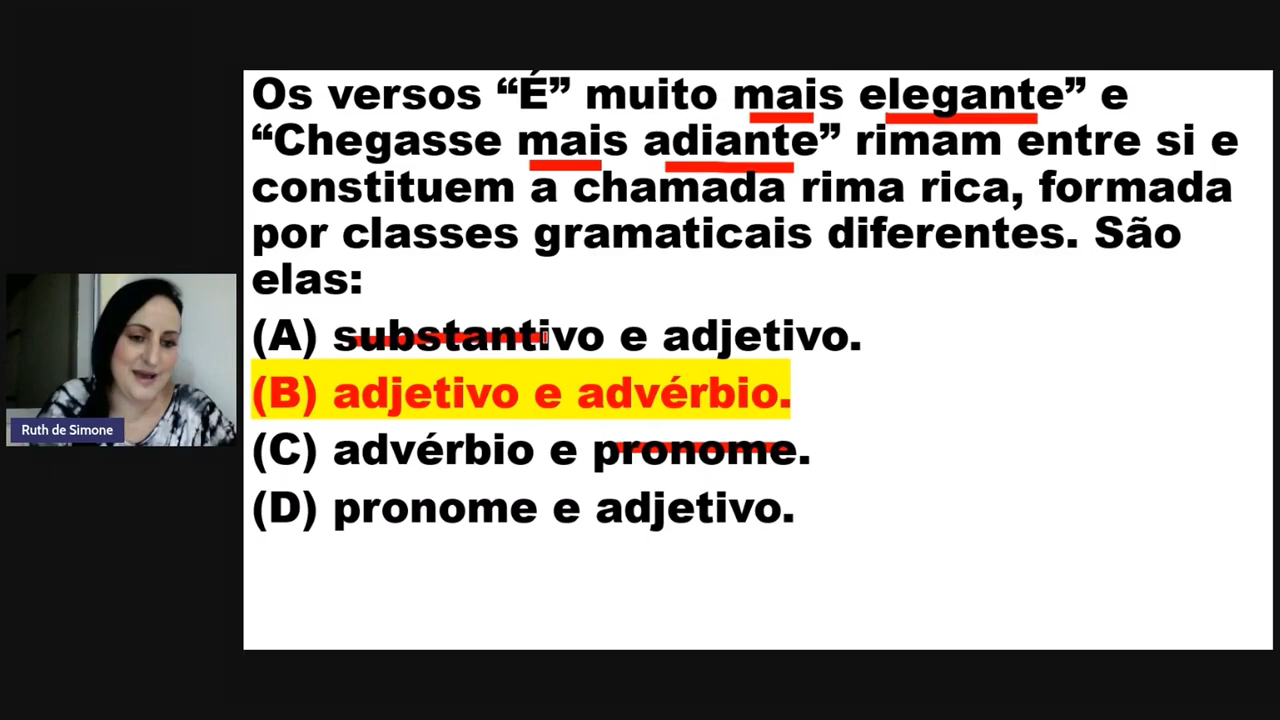 Os versos “É” muito mais elegante” e
“Chegasse mais adiante” rimam entre si e
constituem a chamada rima rica, formada
por classes gramaticais diferentes. São
elas:
(A) substantivo e adjetivo.
(B) adjetivo e advérbio.
(C) advérbio e pronome.
(D) pronome e adjetivo.
Ruth de Simone